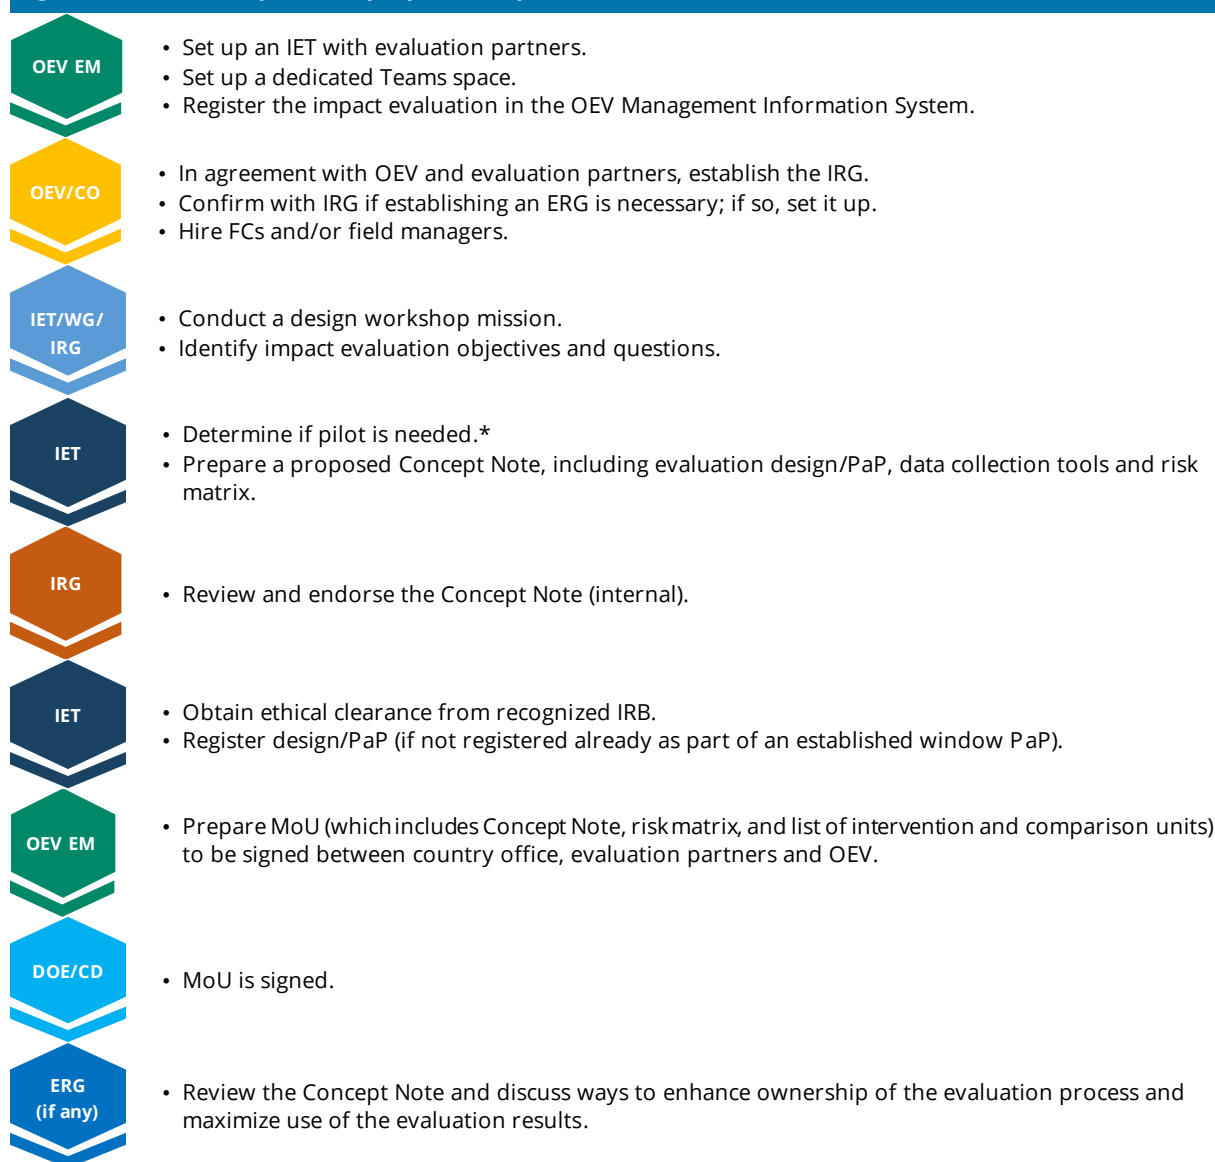 OEV EM
• Set up an IET with evaluation partners.
• Set up a dedicated Teams space.
• Register the impact evaluation in the OEV Management Information System.
OEV/CO
• In agreement with OEV and evaluation partners, establish the IRG.
• Confirm with IRG if establishing an ERG is necessary; if so, set it up.
• Hire FCs and/or field managers.
IET/WG/
IRG
• Conduct a design workshop mission.
• Identify impact evaluation objectives and questions.
IET
• Determine if pilot is needed.*
• Prepare a proposed Concept Note, including evaluation design/PaP, data collection tools and risk
matrix.
IRG
• Review and endorse the Concept Note (internal).
IET
• Obtain ethical clearance from recognized IRB.
• Register design/PaP (if not registered already as part of an established window PaP).
OEV EM
• Prepare MoU (which includes Concept Note, risk matrix, and list of intervention and comparison units)
to be signed between country office, evaluation partners and OEV.
DOE/CD
• MoU is signed.
ERG
(if any)
• Review the Concept Note and discuss ways to enhance ownership of the evaluation process and
maximize use of the evaluation results.